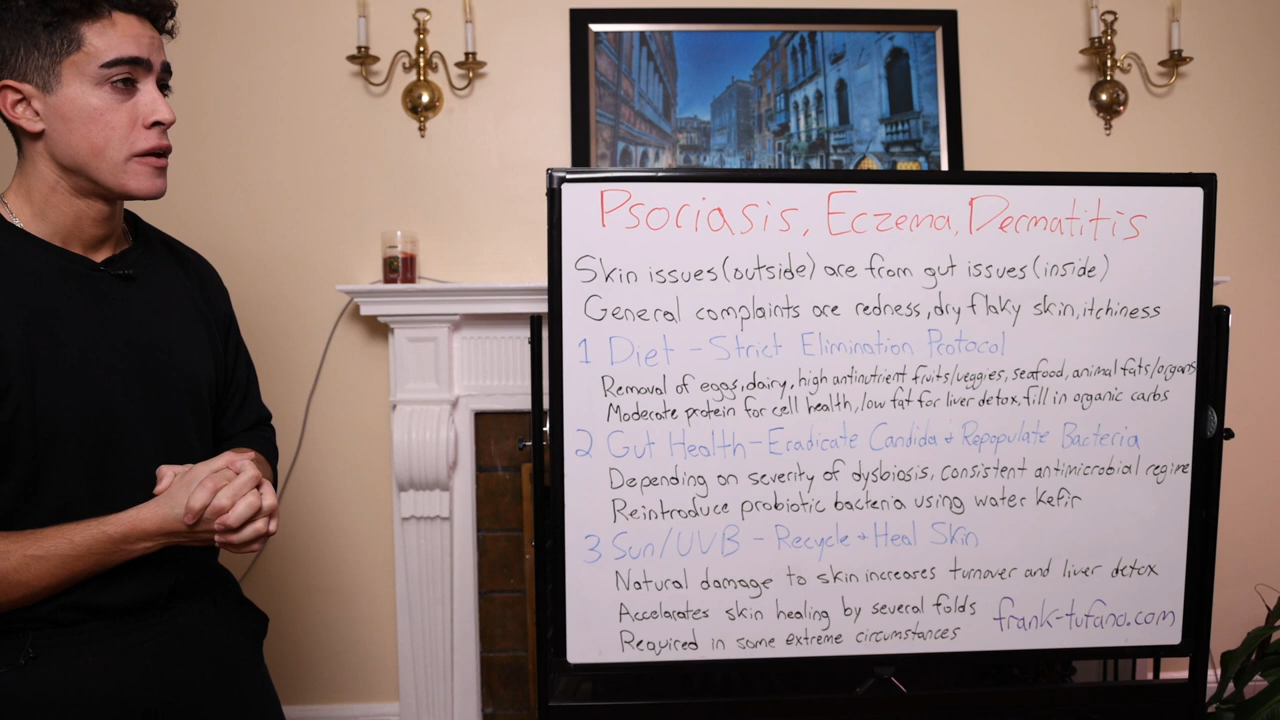 Psoriasis, Eczema, Dermatitis
Skin issues (outside) are from gut issues (inside)
General complaints are redness, dry flaky skin, itchiness
1 Diet - Strict Elimination Protocol
Removal of eggs, dairy, high antinutrient fruits/veggies, seafood, animal fats/organs
Moderate protein for cell health, low fat for liver detox, fill in organic carbs
2 Gut Health - Eradicate Candida + Repopulate Bacteria
Depending on severity of dysbiosis, consistent antimicrobial regime
Reintroduce probiotic bacteria using water kefir
3 Sun/UVB - Recycle + Heal Skin
Natural damage to skin increases turnover and liver detox
Accelarates skin healing by several folds
Required in some extreme circumstances
frank-tufano.com